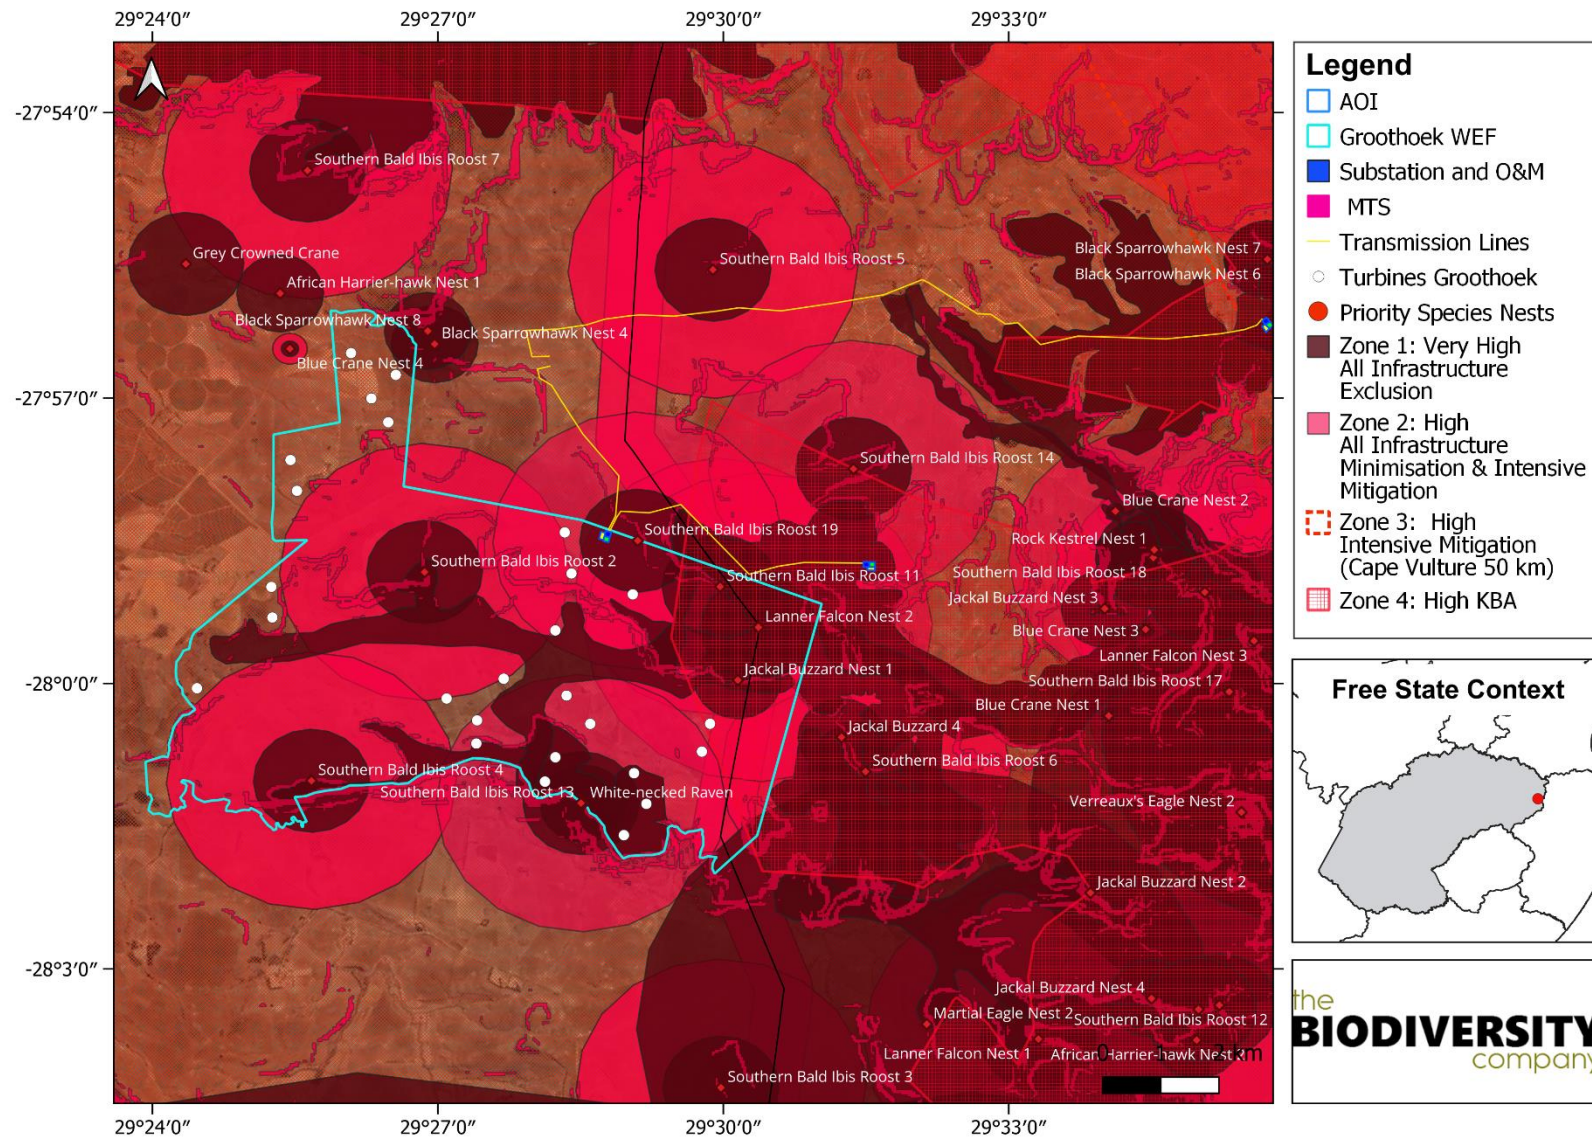 29°24′0″
29°27′0″
29°30′0″
29°33′0″
-27°54′0″
-27°57′0″
-28°0′0″
-28°3′0″
Southern Bald Ibis Roost 7
Grey Crowned Crane
African Harrier-hawk Nest 1
Southern Bald Ibis Roost 5
Black Sparrowhawk Nest 7
Black Sparrowhawk Nest 6
Black Sparrowhawk Nest 8
Black Sparrowhawk Nest 4
Blue Crane Nest 4
Southern Bald Ibis Roost 14
Blue Crane Nest 2
Southern Bald Ibis Roost 19
Rock Kestrel Nest 1
Southern Bald Ibis Roost 2
Southern Bald Ibis Roost 11
Southern Bald Ibis Roost 18
Jackal Buzzard Nest 3
Lanner Falcon Nest 2
Blue Crane Nest 3
Lanner Falcon Nest 3
Jackal Buzzard Nest 1
Southern Bald Ibis Roost 17
Blue Crane Nest 1
Jackal Buzzard 4
Southern Bald Ibis Roost 6
Southern Bald Ibis Roost 4
Southern Bald Ibis Roost 13
White-necked Raven
Verreaux's Eagle Nest 2
Jackal Buzzard Nest 2
Jackal Buzzard Nest 4
Martial Eagle Nest 2
Southern Bald Ibis Roost 12
Lanner Falcon Nest 1
African Harrier-hawk Nest
Southern Bald Ibis Roost 3
0 1 2 km
29°24′0″
29°27′0″
29°30′0″
29°33′0″
Legend
AOI
Groothoek WEF
Substation and O&M
MTS
Transmission Lines
Turbines Groothoek
Priority Species Nests
Zone 1: Very High
All Infrastructure
Exclusion
Zone 2: High
All Infrastructure
Minimisation & Intensive
Mitigation
Zone 3: High
Intensive Mitigation
(Cape Vulture 50 km)
Zone 4: High KBA
Free State Context
the
BIODIVERSITY
company